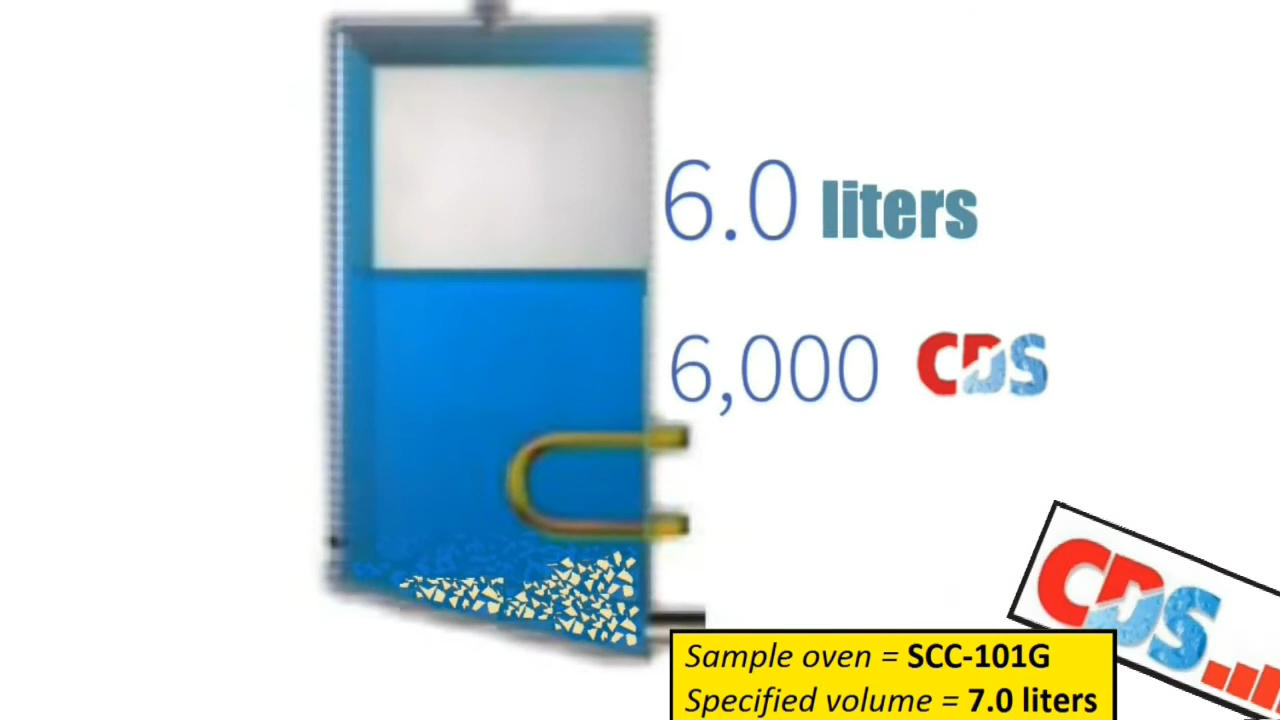 6.0 liters
6,000 CDS
CDS
Sample oven = SCC-101G
Specified volume = 7.0 liters